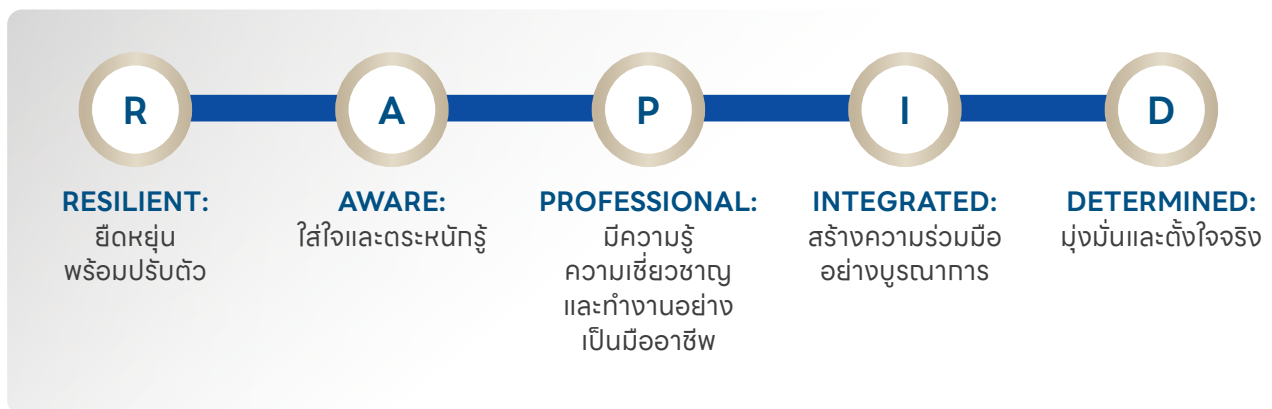 R
A
P
I
D
RESILIENT:
ยืดหยุ่น
พร้อมปรับตัว
AWARE:
ใส่ใจและตระหนักรู้
PROFESSIONAL:
มีความรู้
ความเชี่ยวชาญ
และทำงานอย่าง
เป็นมืออาชีพ
INTEGRATED:
สร้างความร่วมมือ
อย่างบูรณาการ
DETERMINED:
มุ่งมั่นและตั้งใจจริง